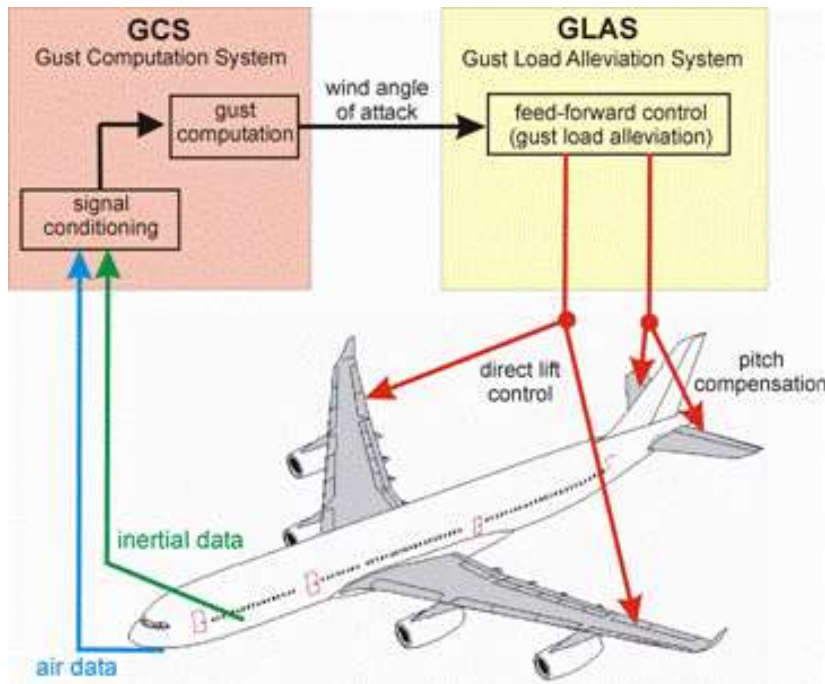 GCS
Gust Computation System
gust
computation
signal
conditioning
wind angle
of attack
GLAS
Gust Load Alleviation System
feed-forward control
(gust load alleviation)
direct lift
control
pitch
compensation
inertial data
air data